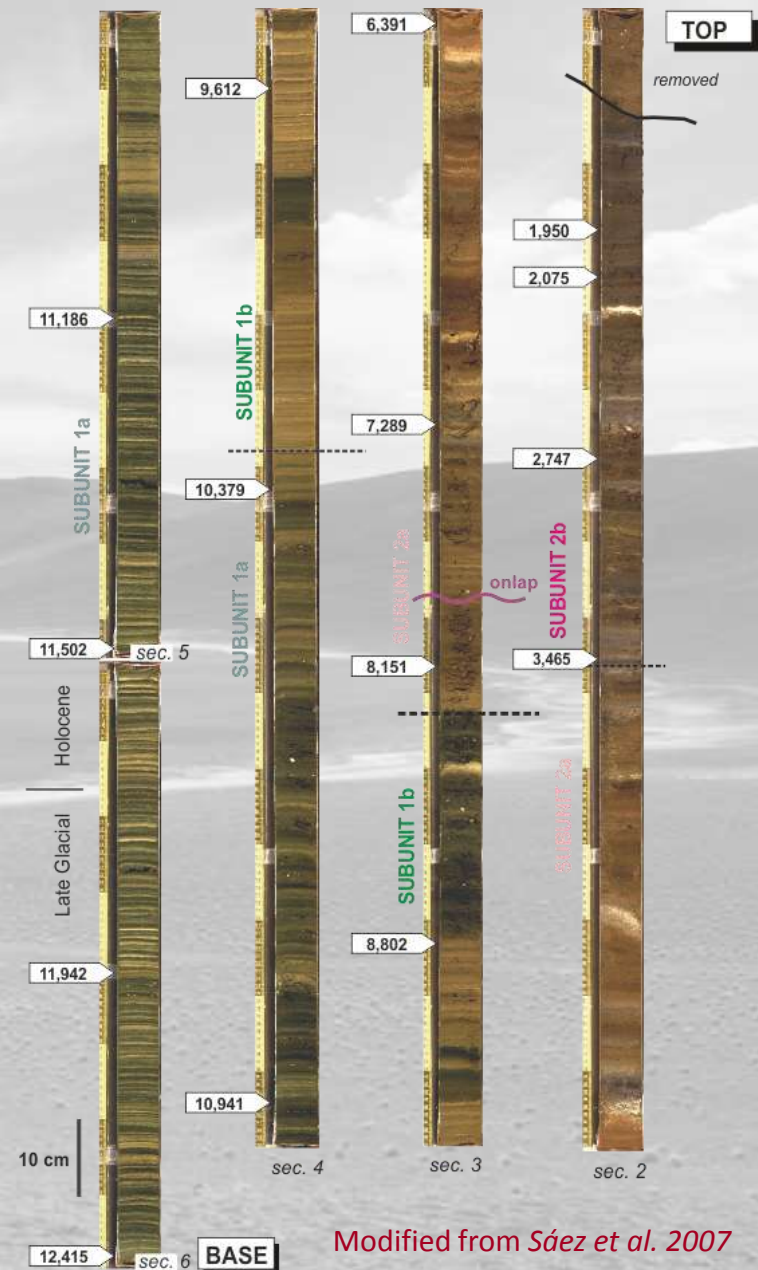 TOP
removed
6,391
9,612
1,950
2,075
11,186
SUBUNIT 1b
7,289
2,747
SUBUNIT 1a
10,379
SUBUNIT 2a
onlap
SUBUNIT 2b
SUBUNIT 1a
11,502
sec. 5
8,151
3,465
Holocene
Late Glacial
SUBUNIT 1b
SUBUNIT 2a
8,802
11,942
10,941
10 cm
sec. 4
sec. 3
sec. 2
12,415
sec. 6
BASE
Modified from Sáez et al. 2007